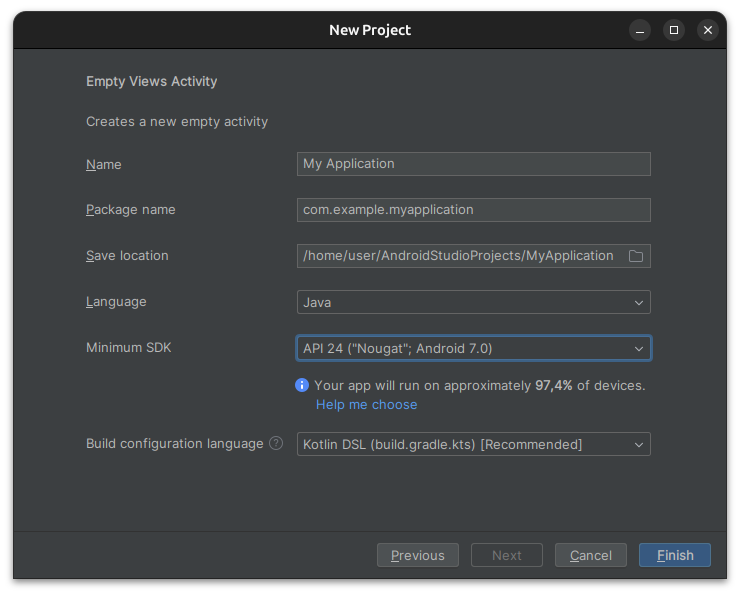 New Project
Empty Views Activity
Creates a new empty activity
Name
My Application
Package name
com.example.myapplication
Save location
/home/user/AndroidStudioProjects/MyApplication
Language
Java
Minimum SDK
API 24 ("Nougat"; Android 7.0)
Your app will run on approximately 97,4% of devices.
Help me choose
Build configuration language ?
Kotlin DSL (build.gradle.kts) [Recommended]
Previous
Next
Cancel
Finish